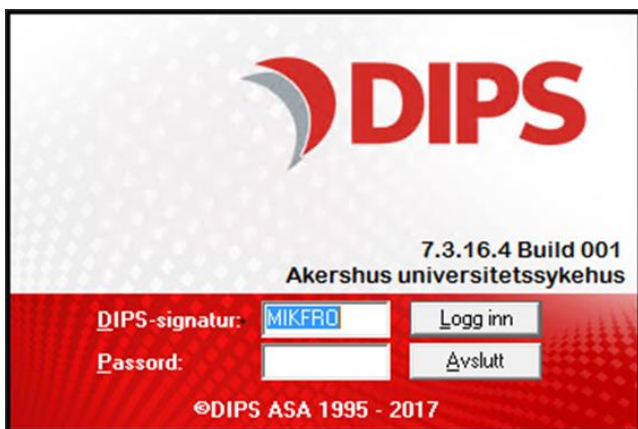 DIPS
7.3.16.4 Build 001
Akershus universitetssykehus
DIPS-signatur: MIKFRO Logg inn
Passord: Avslutt
©DIPS ASA 1995 - 2017